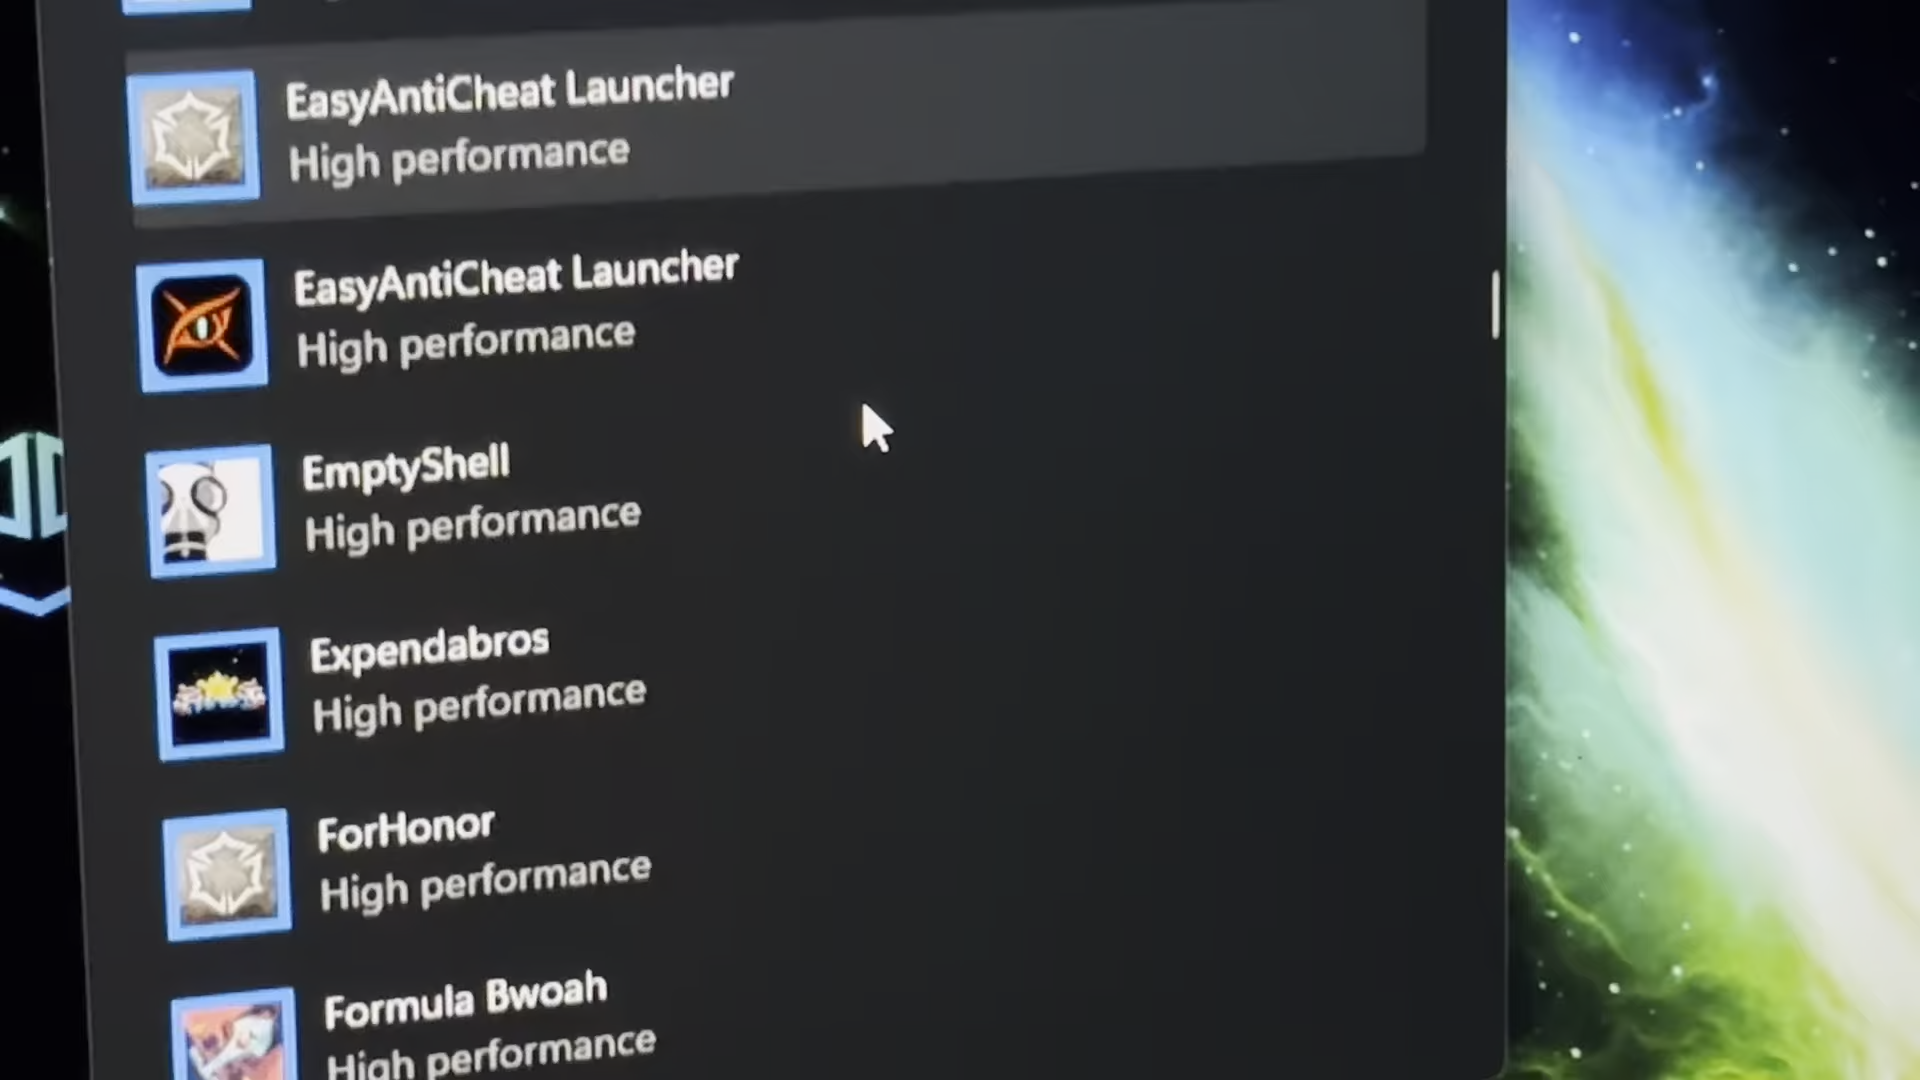 EasyAntiCheat Launcher
High performance
EasyAntiCheat Launcher
High performance
EmptyShell
High performance
Expendabros
High performance
ForHonor
High performance
Formula Bwoah
High performance